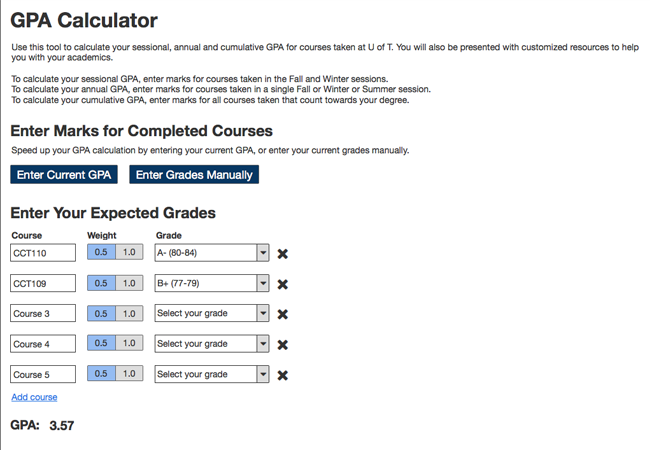 GPA Calculator
Use this tool to calculate your sessional, annual and cumulative GPA for courses taken at U of T. You will also be presented with customized resources to help
you with your academics.
To calculate your sessional GPA, enter marks for courses taken in the Fall and Winter sessions.
To calculate your annual GPA, enter marks for courses taken in a single Fall or Winter or Summer session.
To calculate your cumulative GPA, enter marks for all courses taken that count towards your degree.
Enter Marks for Completed Courses
Speed up your GPA calculation by entering your current GPA, or enter your current grades manually.
Enter Current GPA Enter Grades Manually
Enter Your Expected Grades
Course Weight Grade
CCT110 0.5 1.0 A- (80-84)
CCT109 0.5 1.0 B+ (77-79)
Course 3 0.5 1.0 Select your grade
Course 4 0.5 1.0 Select your grade
Course 5 0.5 1.0 Select your grade
Add course
GPA: 3.57